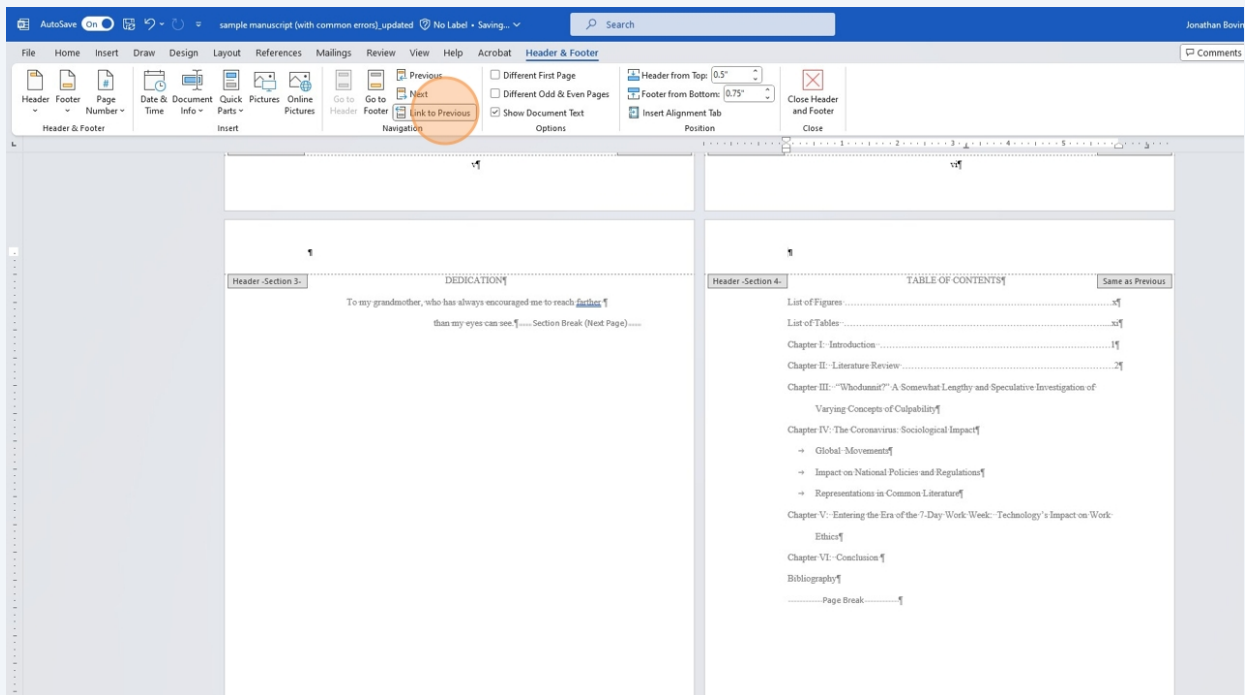 AutoSave On sample manuscript (with common errors)_updated No Label • Saving... Search Jonathan Bovin
File Home Insert Draw Design Layout References Mailings Review View Help Acrobat Header & Footer Comments
Header Footer Page Number Date & Time Document Info Quick Parts Pictures Online Pictures Go to Header Go to Footer Previous Next Link to Previous
Different First Page
Different Odd & Even Pages
Show Document Text
Header from Top: 0.5"
Footer from Bottom: 0.75"
Insert Alignment Tab
Close Header and Footer
Header & Footer Insert Navigation Options Position Close
1 2 3 4 5
v¶ vi¶
¶ ¶
Header -Section 3-
DEDICATION¶
To my grandmother, who has always encouraged me to reach farther ¶
than my eyes can see.¶ Section Break (Next Page)
Header -Section 4-
TABLE OF CONTENTS¶
Same as Previous
List of Figures x¶
List of Tables xi¶
Chapter I: Introduction 1¶
Chapter II: Literature Review 2¶
Chapter III: "Whodunnit?" A Somewhat Lengthy and Speculative Investigation of
Varying Concepts of Culpability¶
Chapter IV: The Coronavirus: Sociological Impact¶
→ Global Movements¶
→ Impact on National Policies and Regulations¶
→ Representations in Common Literature¶
Chapter V: Entering the Era of the 7-Day Work Week: Technology's Impact on Work
Ethics¶
Chapter VI: Conclusion ¶
Bibliography¶
Page Break ¶